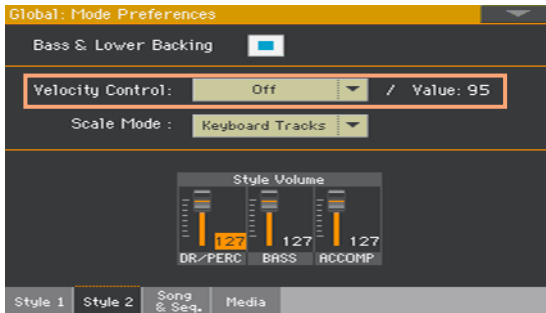 Global: Mode Preferences
Bass & Lower Backing
Velocity Control: Off / Value: 95
Scale Mode : Keyboard Tracks
Style Volume
127 127 127
DR/PERC BASS ACCOMP
Style 1 Style 2 Song & Seq. Media